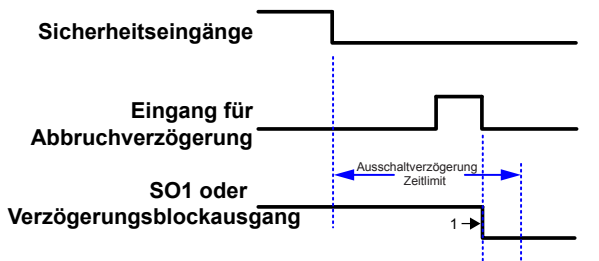 Sicherheitseingänge
Eingang für
Abbruchverzögerung
Ausschaltverzögerung
Zeitlimit
SO1 oder
Verzögerungsblockausgang
1